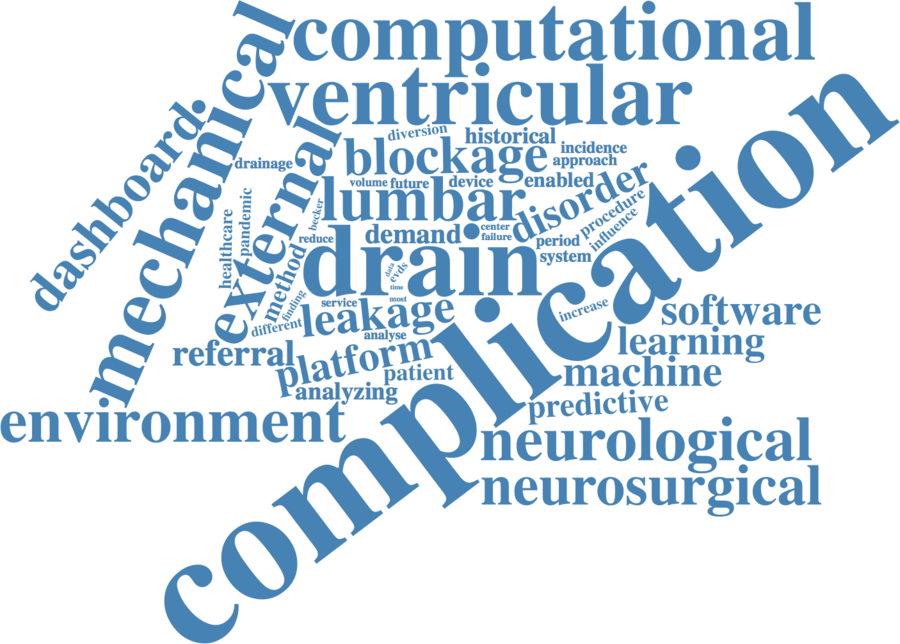 computational
mechanical
ventricular
dashboard.
diversion
historical
external
blockage
incidence
drainage
approach
volume
future
device
enabled
disorder
complication
pandemic
healthcare
becker
lumbar
procedure
influence
reduce
demand
center
failure
period
system
method
drain
data
evds
time
most
finding
service
different
leakage
analyse
increase
software
referral
platform
learning
patient
machine
analyzing
predictive
environment
neurological
neurosurgical